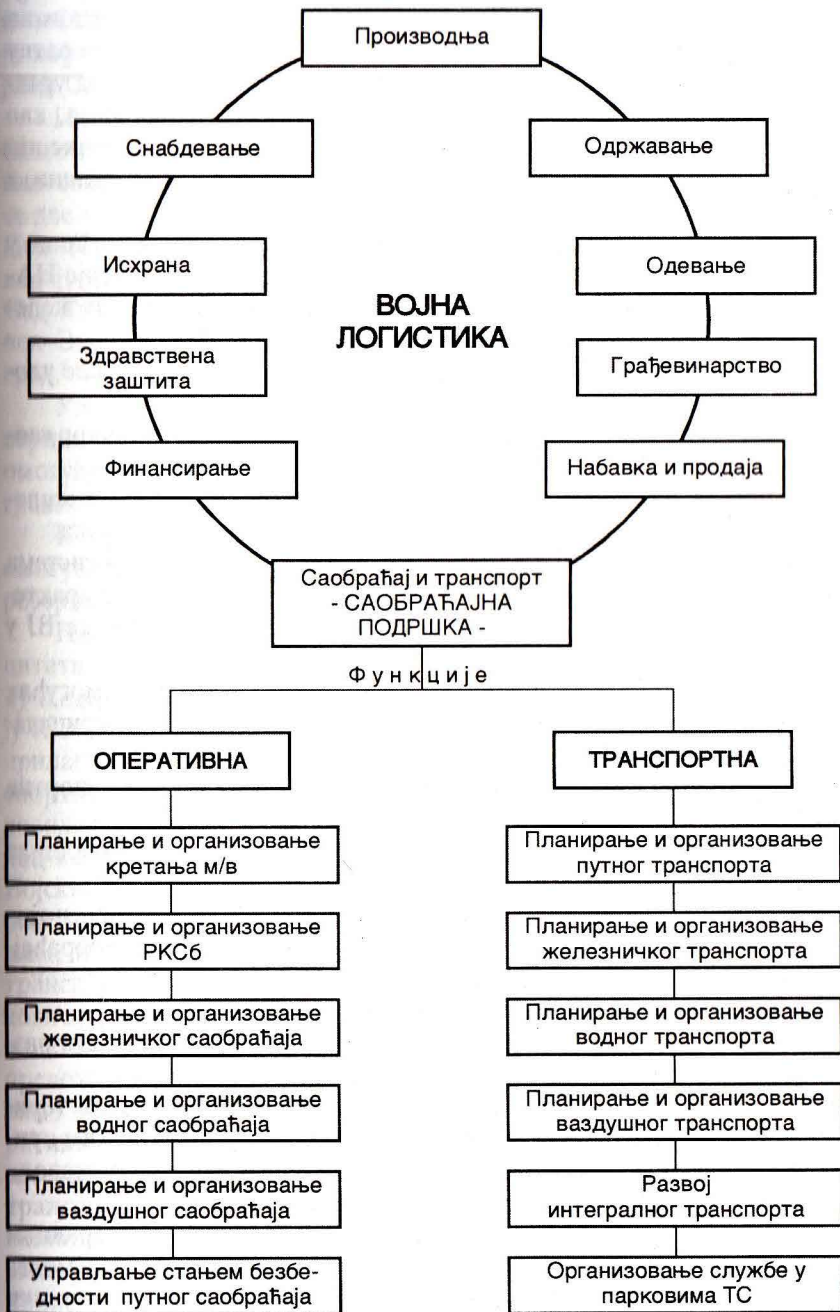 Производња
Снабдевање
Одржавање
Исхрана
Одевање
ВОЈНА
ЛОГИСТИКА
Здравствена
заштита
Грађевинарство
Финансирање
Набавка и продаја
Саобраћај и транспорт
- САОБРАЋАЈНА
ПОДРШКА -
Функције
ОПЕРАТИВНА
ТРАНСПОРТНА
Планирање и организовање
кретања м/в
Планирање и организовање
путног транспорта
Планирање и организовање
РКСб
Планирање и организовање
железничког транспорта
Планирање и организовање
железничког саобраћаја
Планирање и организовање
водног транспорта
Планирање и организовање
водног саобраћаја
Планирање и организовање
ваздушног транспорта
Планирање и организовање
ваздушног саобраћаја
Развој
интегралног транспорта
Управљање стањем безбе-
дности путног саобраћаја
Организовање службе у
парковима ТС